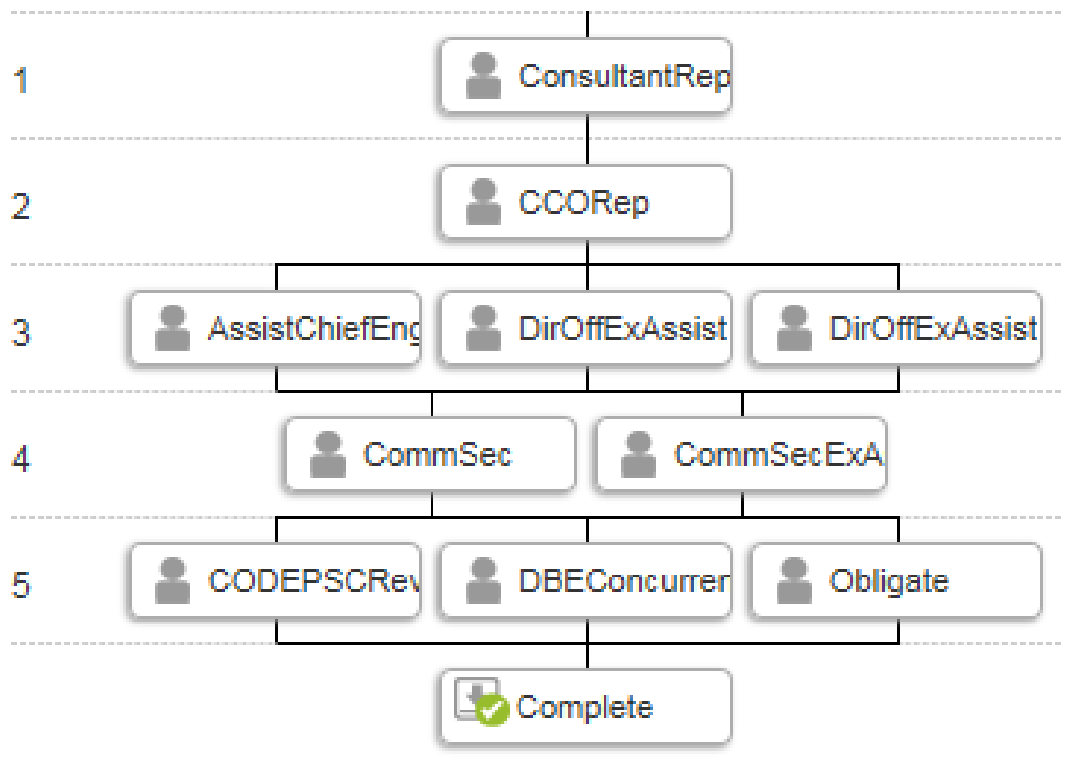 1
ConsultantRep
2
CCORep
3
AssistChiefEng
DirOffExAssist
DirOffExAssist
4
CommSec
CommSecExA
5
CODEPSCRev
DBEConcurren
Obligate
Complete